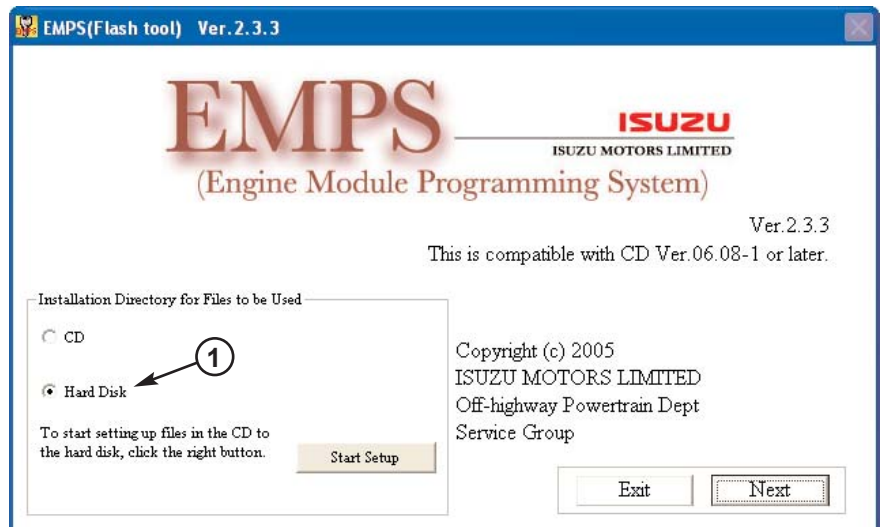 EMPS(Flash tool) Ver.2.3.3
EMPS
ISUZU
ISUZU MOTORS LIMITED
(Engine Module Programming System)
Ver.2.3.3
This is compatible with CD Ver.06.08-1 or later.
Installation Directory for Files to be Used
CD
1
Hard Disk
To start setting up files in the CD to
the hard disk, click the right button.
Start Setup
Copyright (c) 2005
ISUZU MOTORS LIMITED
Off-highway Powertrain Dept
Service Group
Exit
Next